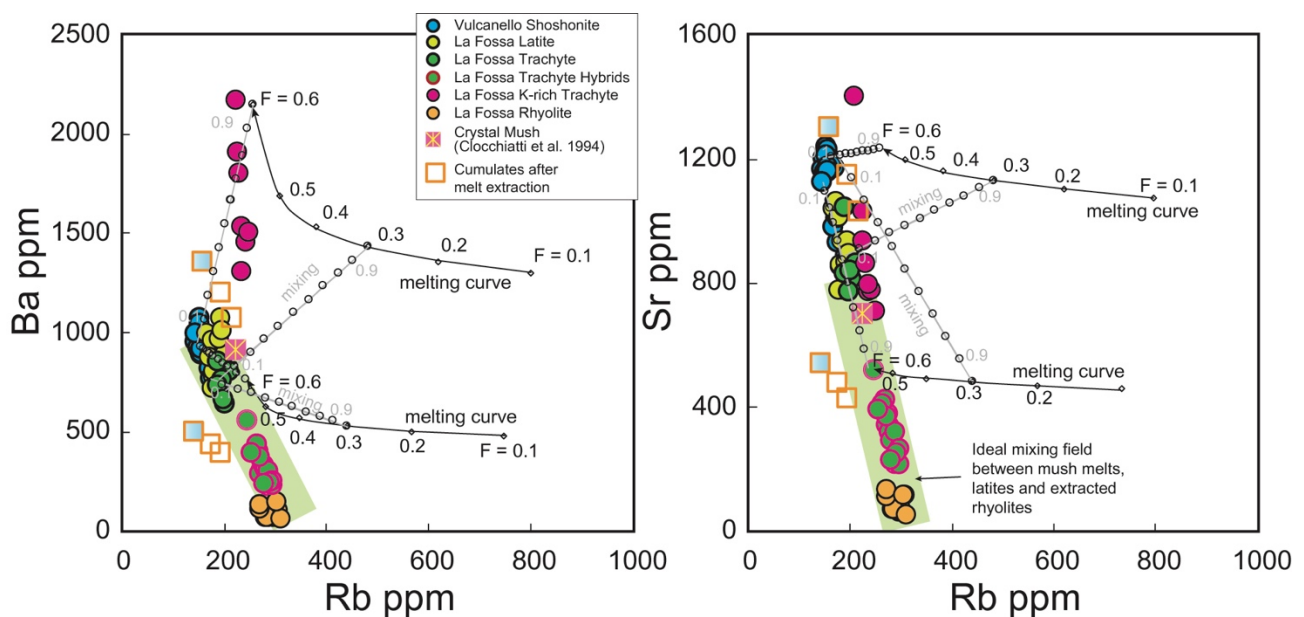 2500
2000
1500
1000
500
0
Ba ppm
0
200
400
600
800
1000
Rb ppm
0.9
F = 0.6
0.5
0.4
0.3
0.2
F = 0.1
melting curve
mixing
0.9
0.1
F = 0.6
mixing
0.9
0.5
0.4
0.3
0.2
F = 0.1
melting curve
Vulcanello Shoshonite
La Fossa Latite
La Fossa Trachyte
La Fossa Trachyte Hybrids
La Fossa K-rich Trachyte
La Fossa Rhyolite
Crystal Mush
(Clocchiatti et al. 1994)
Cumulates after
melt extraction
1600
1200
800
400
0
Sr ppm
0
200
400
600
800
1000
Rb ppm
0.9
F = 0.6
0.5
0.4
0.3
0.2
F = 0.1
melting curve
0.1
0.1
mixing
0.9
0.1
mixing
0.9
0.9
F = 0.6
0.5
0.3
0.2
melting curve
Ideal mixing field
between mush melts,
latites and extracted
rhyolites